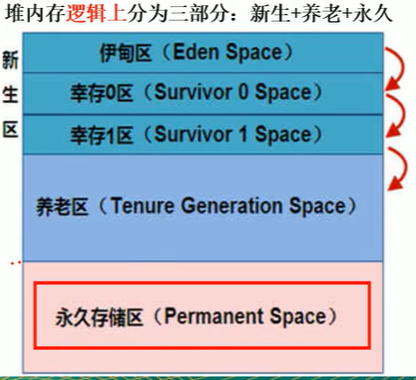 堆内存逻辑上分为三部分：新生+养老+永久
新生区
伊甸区（Eden Space）
幸存0区（Survivor 0 Space）
幸存1区（Survivor 1 Space）
养老区（Tenure Generation Space）
永久存储区（Permanent Space）